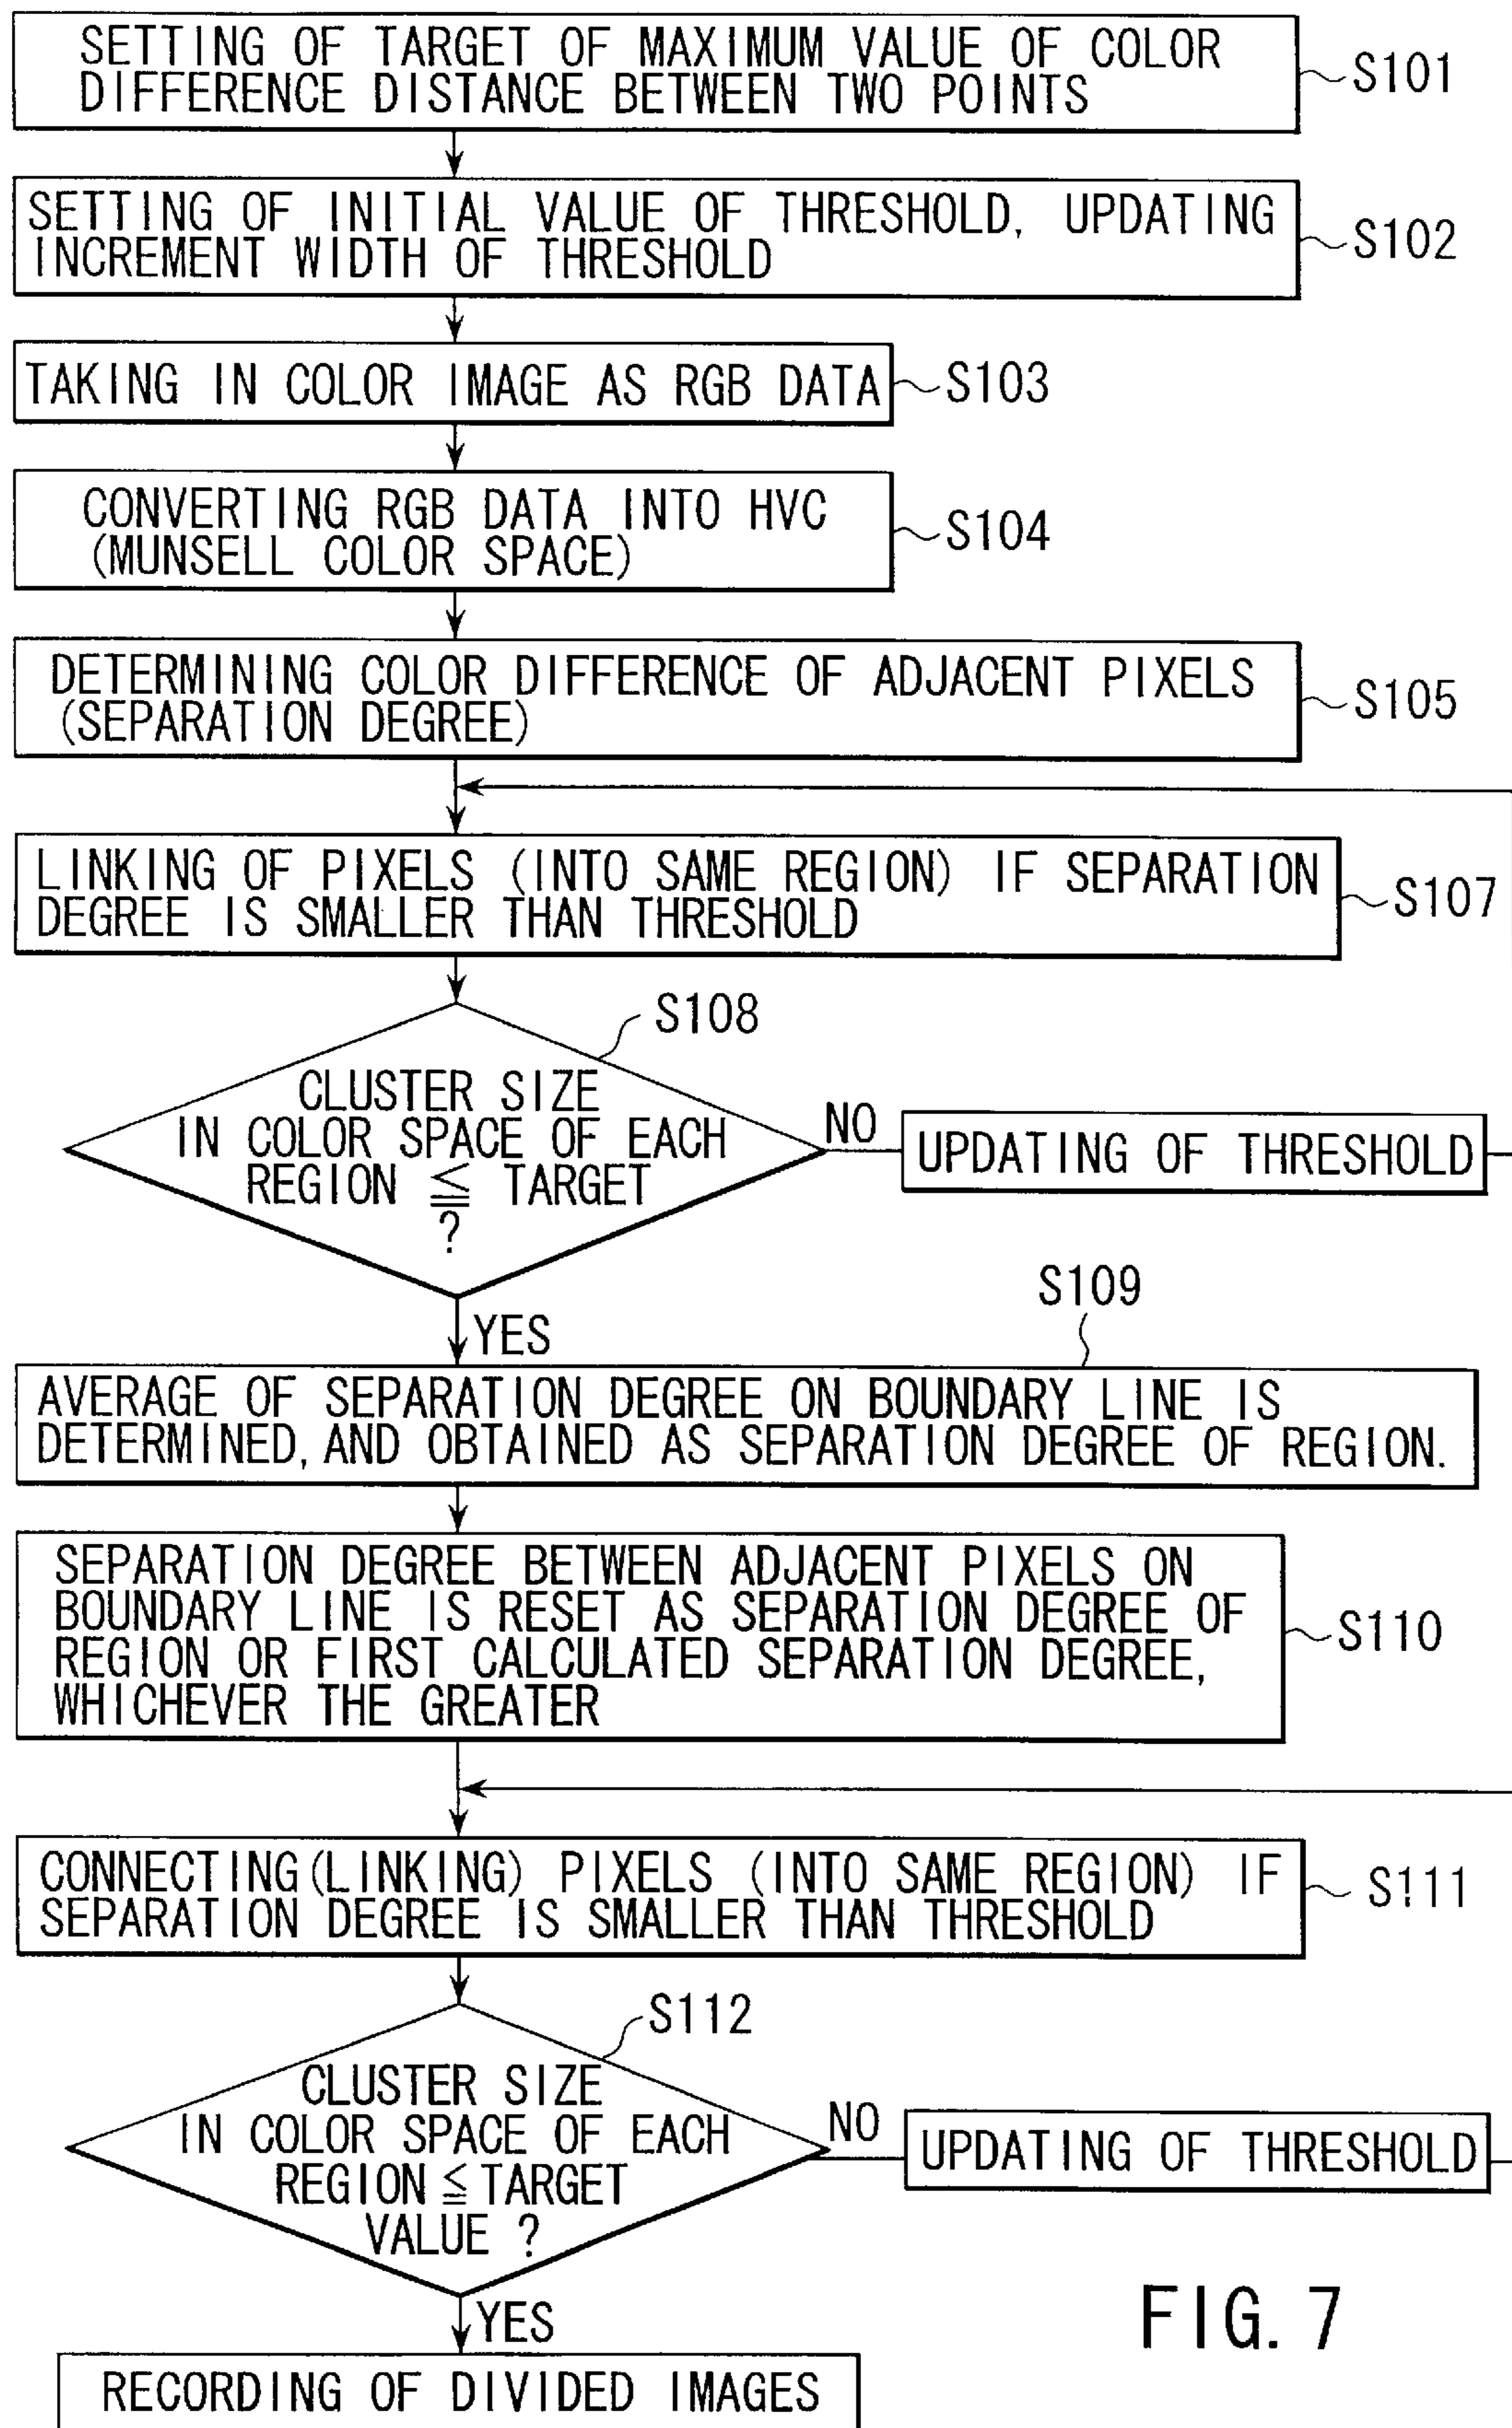 SETTING OF TARGET OF MAXIMUM VALUE OF COLOR
DIFFERENCE DISTANCE BETWEEN TWO POINTS
S101
SETTING OF INITIAL VALUE OF THRESHOLD, UPDATING
INCREMENT WIDTH OF THRESHOLD
S102
TAKING IN COLOR IMAGE AS RGB DATA
S103
CONVERTING RGB DATA INTO HVC
(MUNSELL COLOR SPACE)
S104
DETERMINING COLOR DIFFERENCE OF ADJACENT PIXELS
(SEPARATION DEGREE)
S105
LINKING OF PIXELS (INTO SAME REGION) IF SEPARATION
DEGREE IS SMALLER THAN THRESHOLD
S107
S108
CLUSTER SIZE
IN COLOR SPACE OF EACH
REGION ≦ TARGET
?
NO
UPDATING OF THRESHOLD
YES
S109
AVERAGE OF SEPARATION DEGREE ON BOUNDARY LINE IS
DETERMINED, AND OBTAINED AS SEPARATION DEGREE OF REGION.
SEPARATION DEGREE BETWEEN ADJACENT PIXELS ON
BOUNDARY LINE IS RESET AS SEPARATION DEGREE OF
REGION OR FIRST CALCULATED SEPARATION DEGREE,
WHICHEVER THE GREATER
S110
CONNECTING(LINKING) PIXELS (INTO SAME REGION) IF
SEPARATION DEGREE IS SMALLER THAN THRESHOLD
S111
S112
CLUSTER SIZE
IN COLOR SPACE OF EACH
REGION ≦ TARGET
VALUE ?
NO
UPDATING OF THRESHOLD
YES
RECORDING OF DIVIDED IMAGES
FIG. 7